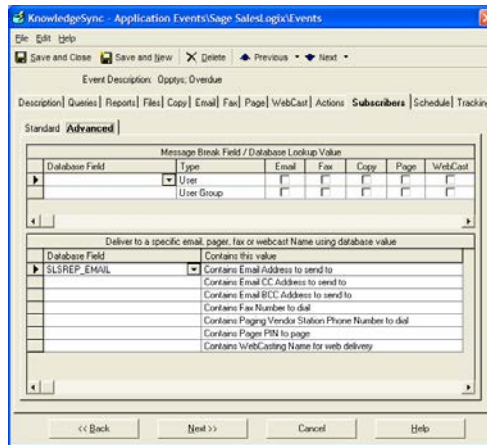 KnowledgeSync - Application Events\Sage SalesLogix\Events
File Edit Help
Save and Close Save and New Delete Previous Next
Event Description: Opptys; Overdue
Description Queries Reports Files Copy Email Fax Page WebCast Actions Subscribers Schedule Tracking
Standard Advanced
Message Break Field / Database Lookup Value
Database Field Type Email Fax Copy Page WebCast
User
User Group
Deliver to a specific email, pager, fax or webcast Name using database value
Database Field Contains this value
SLSREP_EMAIL Contains Email Address to send to
Contains Email CC Address to send to
Contains Email BCC Address to send to
Contains Fax Number to dial
Contains Paging Vendor Station Phone Number to dial
Contains Pager PIN to page
Contains WebCasting Name for web delivery
<< Back Next >> Cancel Help